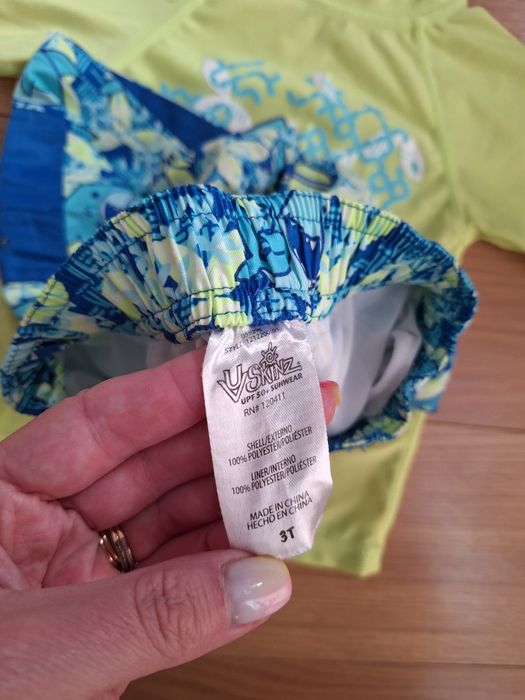 UV SKINZ
UPF 50+ SUNWEAR
RN# 120411
SHELL/EXTERNO
100% POLYESTER/POLIÉSTER
LINER/INTERNO
100% POLYESTER/POLIÉSTER
MADE IN CHINA
HECHO EN CHINA
3T